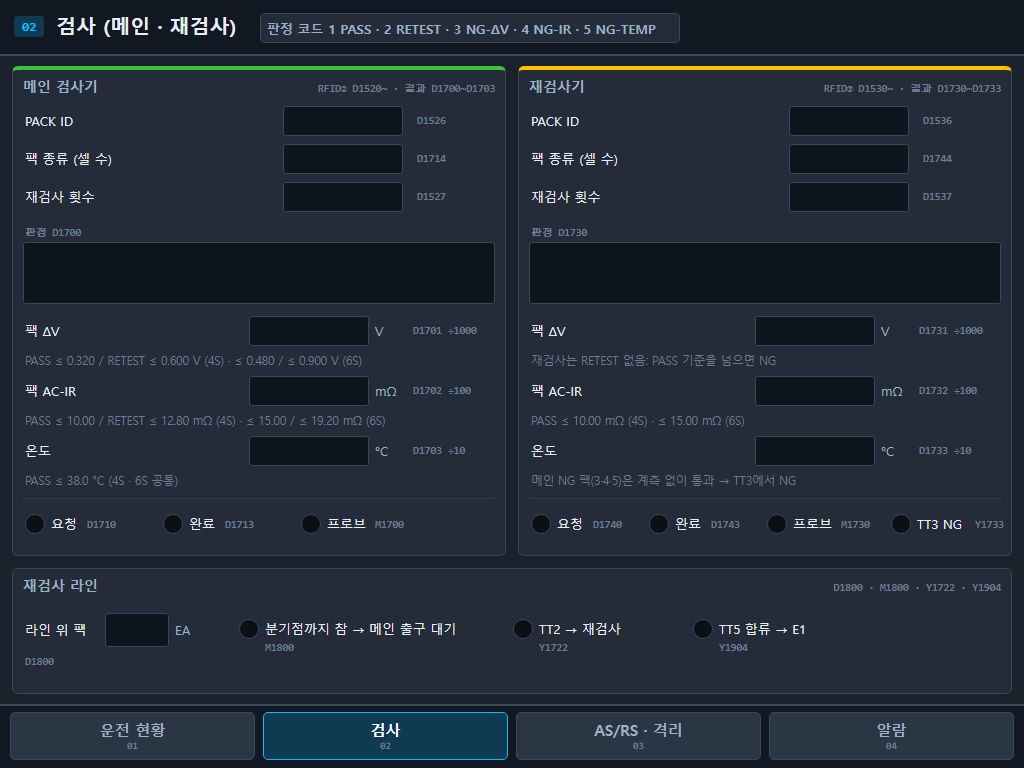 02 검사 (메인 · 재검사) 판정 코드 1 PASS · 2 RETEST · 3 NG-ΔV · 4 NG-IR · 5 NG-TEMP
메인 검사기 RFID② D1520~ · 결과 D1700~D1703
PACK ID D1526
팩 종류 (셀 수) D1714
재검사 횟수 D1527
판정 D1700
팩 ΔV V D1701 ÷1000
PASS ≤ 0.320 / RETEST ≤ 0.600 V (4S) · ≤ 0.480 / ≤ 0.900 V (6S)
팩 AC-IR mΩ D1702 ÷100
PASS ≤ 10.00 / RETEST ≤ 12.80 mΩ (4S) · ≤ 15.00 / ≤ 19.20 mΩ (6S)
온도 °C D1703 ÷10
PASS ≤ 38.0 °C (4S · 6S 공통)
요청 D1710 완료 D1713 프로브 M1700
재검사기 D1530~ · 결과 D1730~D1733
PACK ID D1536
팩 종류 (셀 수) D1744
재검사 횟수 D1537
판정 D1730
팩 ΔV V D1731 ÷1000
재검사는 RETEST 없음: PASS 기준을 넘으면 NG
팩 AC-IR mΩ D1732 ÷100
PASS ≤ 10.00 mΩ (4S) · ≤ 15.00 mΩ (6S)
온도 °C D1733 ÷10
메인 NG 팩(3·4·5)은 계측 없이 통과 → TT3에서 NG
요청 D1740 완료 D1743 프로브 M1730 TT3 NG Y1733
재검사 라인 D1800 · M1800 · Y1722 · Y1904
라인 위 팩 EA 분기점까지 참 → 메인 출구 대기 TT2 → 재검사 TT5 합류 → E1
M1800 Y1722 Y1904
D1800
운전 현황 검사 AS/RS · 격리 알람
01 02 03 04